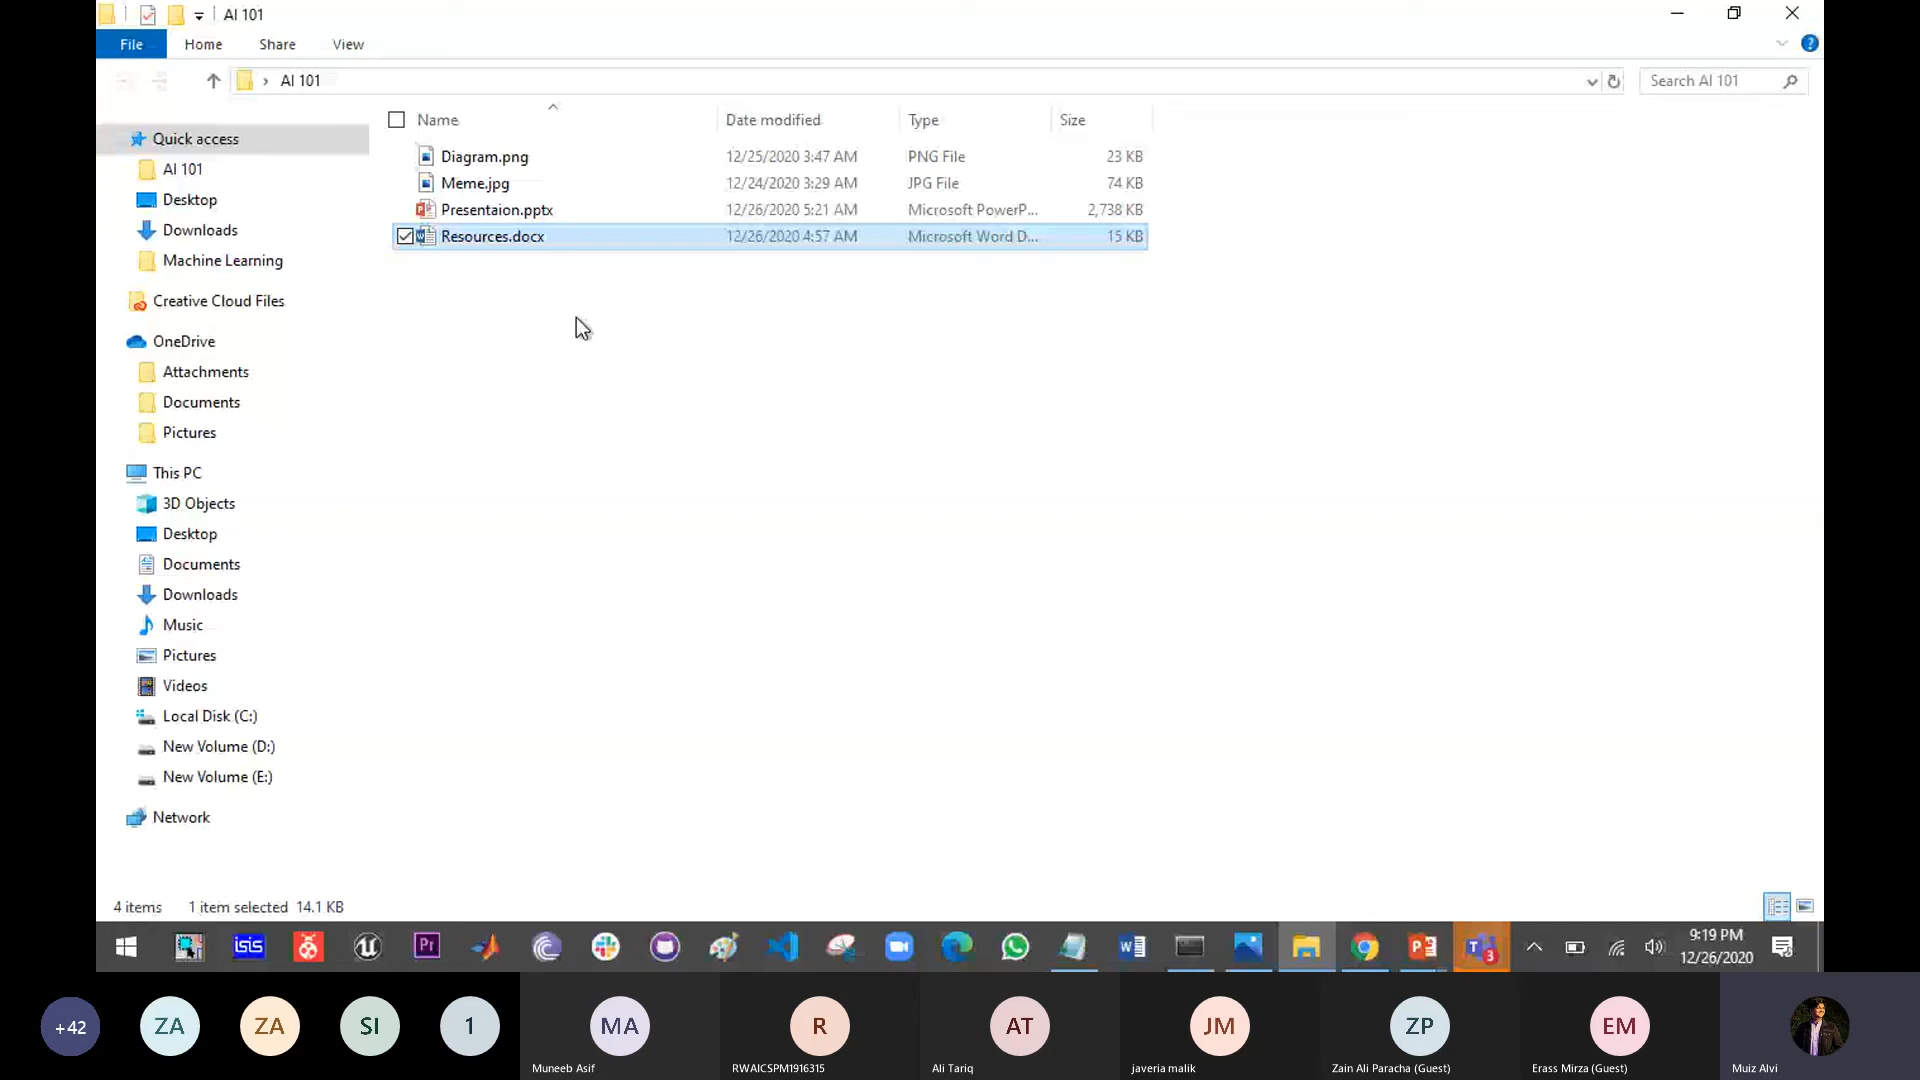 AI 101
File Home Share View
AI 101
Search AI 101
Name Date modified Type Size
Diagram.png 12/25/2020 3:47 AM PNG File 23 KB
Meme.jpg 12/24/2020 3:29 AM JPG File 74 KB
Presentaion.pptx 12/26/2020 5:21 AM Microsoft PowerP... 2,738 KB
Resources.docx 12/26/2020 4:57 AM Microsoft Word D... 15 KB
Quick access
AI 101
Desktop
Downloads
Machine Learning
Creative Cloud Files
OneDrive
Attachments
Documents
Pictures
This PC
3D Objects
Desktop
Documents
Downloads
Music
Pictures
Videos
Local Disk (C:)
New Volume (D:)
New Volume (E:)
Network
4 items 1 item selected 14.1 KB
isis
Pr
9:19 PM
12/26/2020
3
+42 ZA ZA SI 1 MA R AT JM ZP EM
Muneeb Asif RWAICSPM1916315 Ali Tariq javeria malik Zain Ali Paracha (Guest) Erass Mirza (Guest) Muiz Alvi